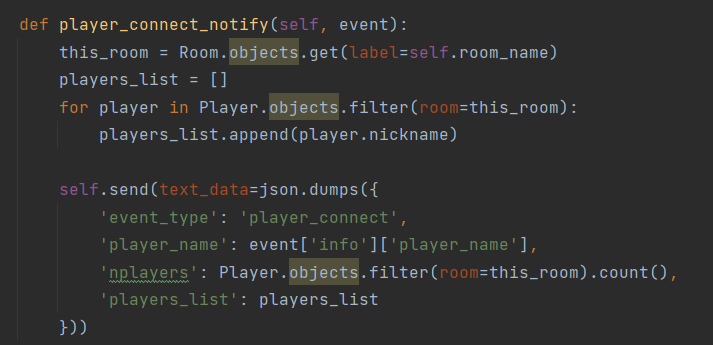 def player_connect_notify(self, event):
    this_room = Room.objects.get(label=self.room_name)
    players_list = []
    for player in Player.objects.filter(room=this_room):
        players_list.append(player.nickname)

    self.send(text_data=json.dumps({
        'event_type': 'player_connect',
        'player_name': event['info']['player_name'],
        'nplayers': Player.objects.filter(room=this_room).count(),
        'players_list': players_list
    }))